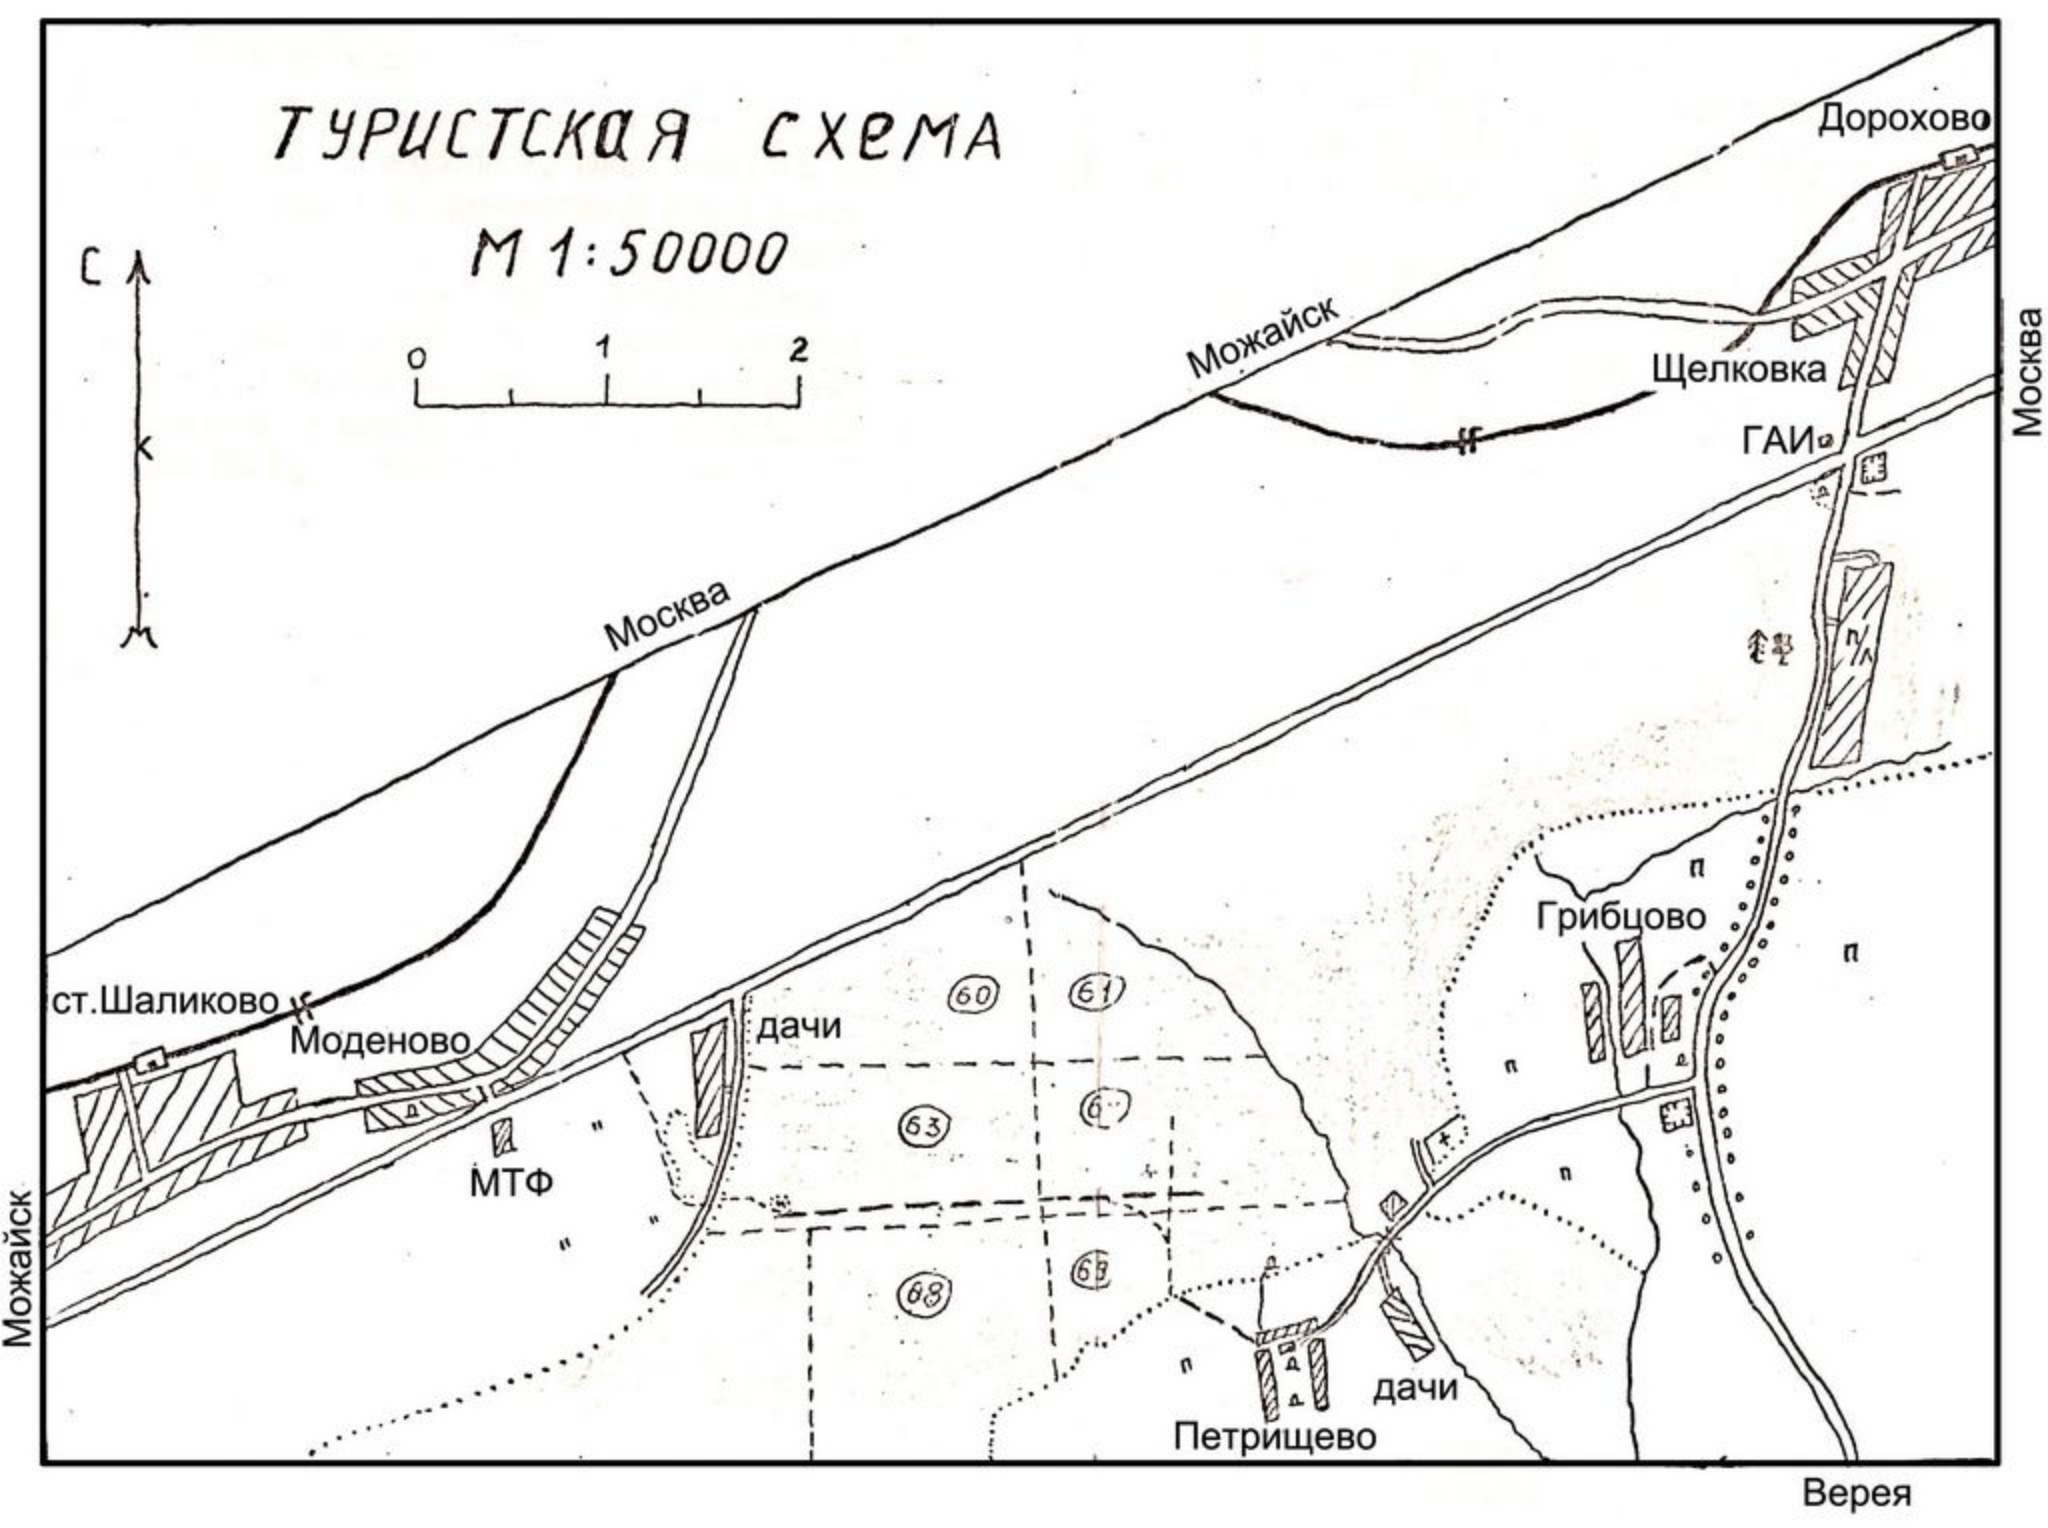 ТУРИСТСКАЯ СХЕМА
М 1:50000
С
0 1 2
К
Дорохово
Можайск
Щелковка
Москва
ГАИ
Москва
п/л
п
Грибцово
п
ст.Шаликово
Моденово
дачи
60
61
п
63
МТФ
п
Можайск
68
69
п
дачи
Петрищево
Верея